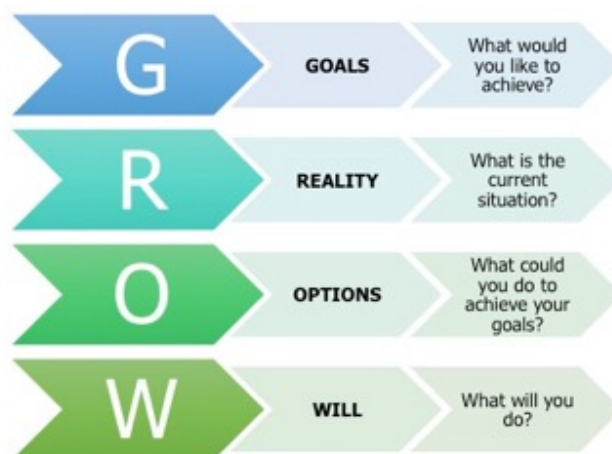 G
GOALS
What would
you like to
achieve?
R
REALITY
What is the
current
situation?
O
OPTIONS
What could
you do to
achieve your
goals?
W
WILL
What will you
do?